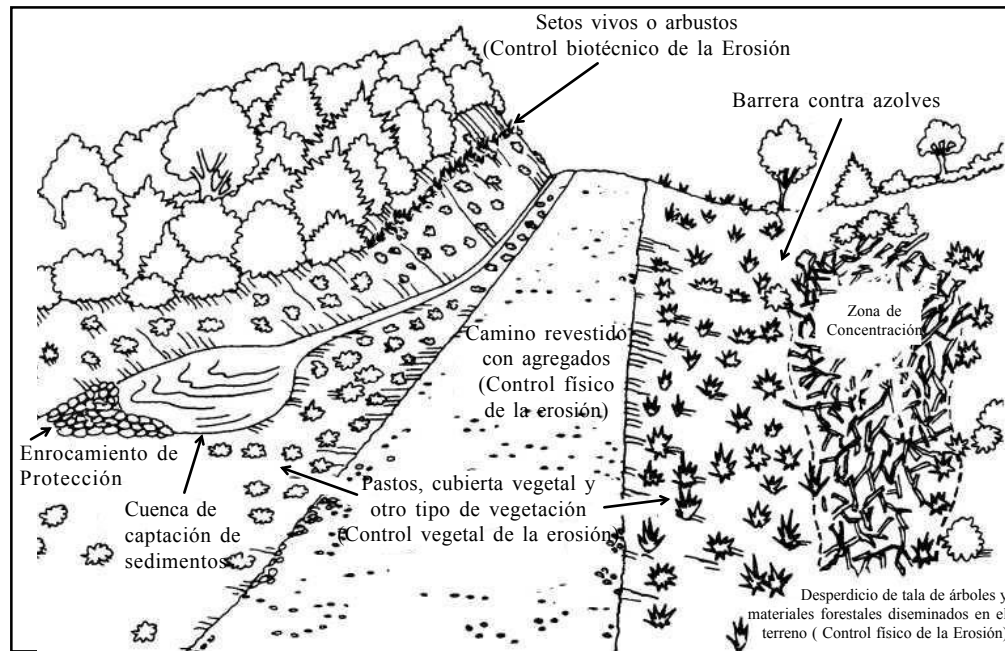 Setos vivos o arbustos
(Control biotécnico de la Erosión
Barrera contra azolves
Zona de
Concentración
Camino revestido
con agregados
(Control físico
de la erosión)
Enrocamiento de
Protección
Cuenca de
captación de
sedimentos
Pastos, cubierta vegetal y
otro tipo de vegetación
(Control vegetal de la erosión)
Desperdicio de tala de árboles y
materiales forestales diseminados en el
terreno ( Control físico de la Erosión)